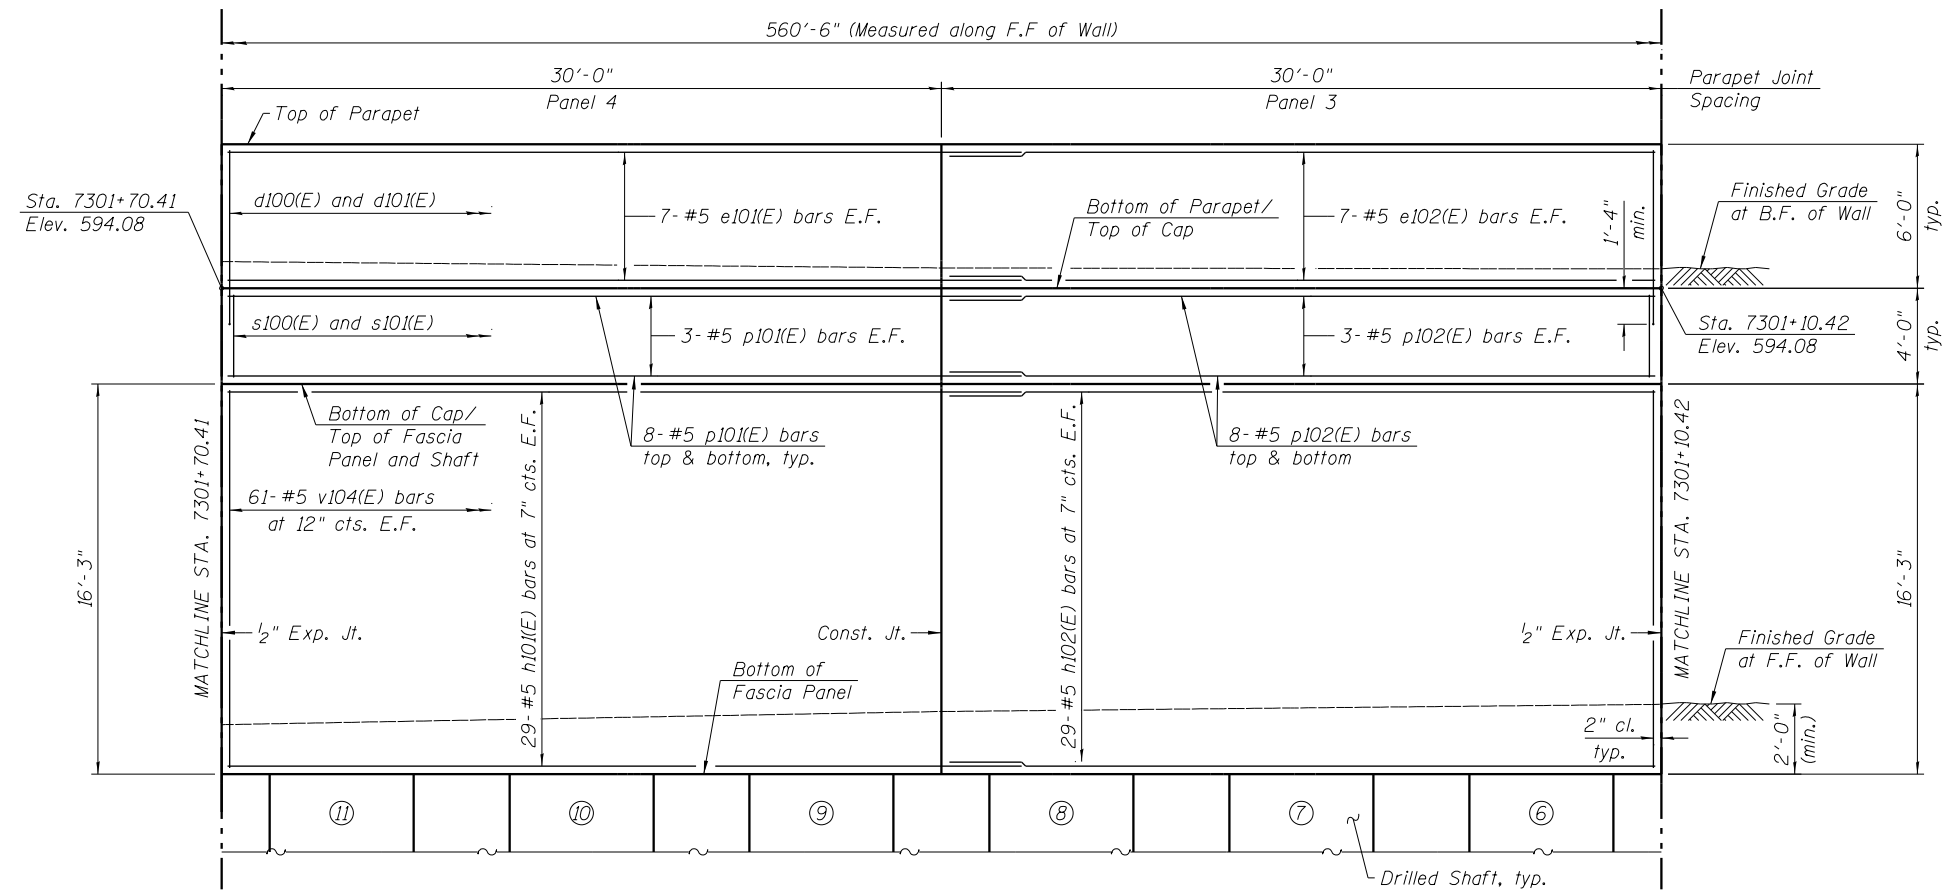 560'-6" (Measured along F.F of Wall)
30'-0"
Panel 4
30'-0"
Panel 3
Parapet Joint
Spacing
Top of Parapet
Sta. 7301+70.41
Elev. 594.08
d100(E) and d101(E)
7-#5 e101(E) bars E.F.
Bottom of Parapet/
Top of Cap
7-#5 e102(E) bars E.F.
1'-4"
min.
Finished Grade
at B.F. of Wall
6'-0"
typ.
s100(E) and s101(E)
3-#5 p101(E) bars E.F.
3-#5 p102(E) bars E.F.
Sta. 7301+10.42
Elev. 594.08
4'-0"
typ.
Bottom of Cap/
Top of Fascia
Panel and Shaft
8-#5 p101(E) bars
top & bottom, typ.
8-#5 p102(E) bars
top & bottom
61-#5 v104(E) bars
at 12" cts. E.F.
29-#5 h101(E) bars at 7" cts. E.F.
29-#5 h102(E) bars at 7" cts. E.F.
MATCHLINE STA. 7301+70.41
MATCHLINE STA. 7301+10.42
16'-3"
16'-3"
1/2" Exp. Jt.
Const. Jt.
1/2" Exp. Jt.
Bottom of
Fascia Panel
Finished Grade
at F.F. of Wall
2" cl.
typ.
2'-0"
(min.)
11
10
9
8
7
6
Drilled Shaft, typ.